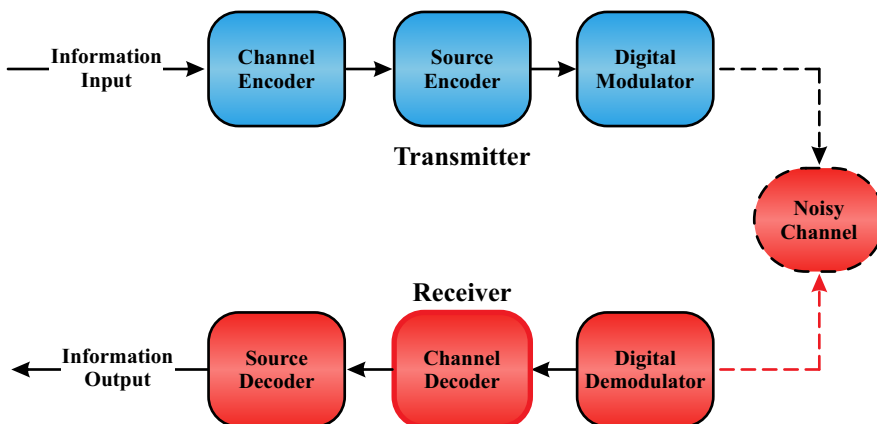 Information
Input
Channel
Encoder
Source
Encoder
Digital
Modulator
Transmitter
Noisy
Channel
Receiver
Information
Output
Source
Decoder
Channel
Decoder
Digital
Demodulator